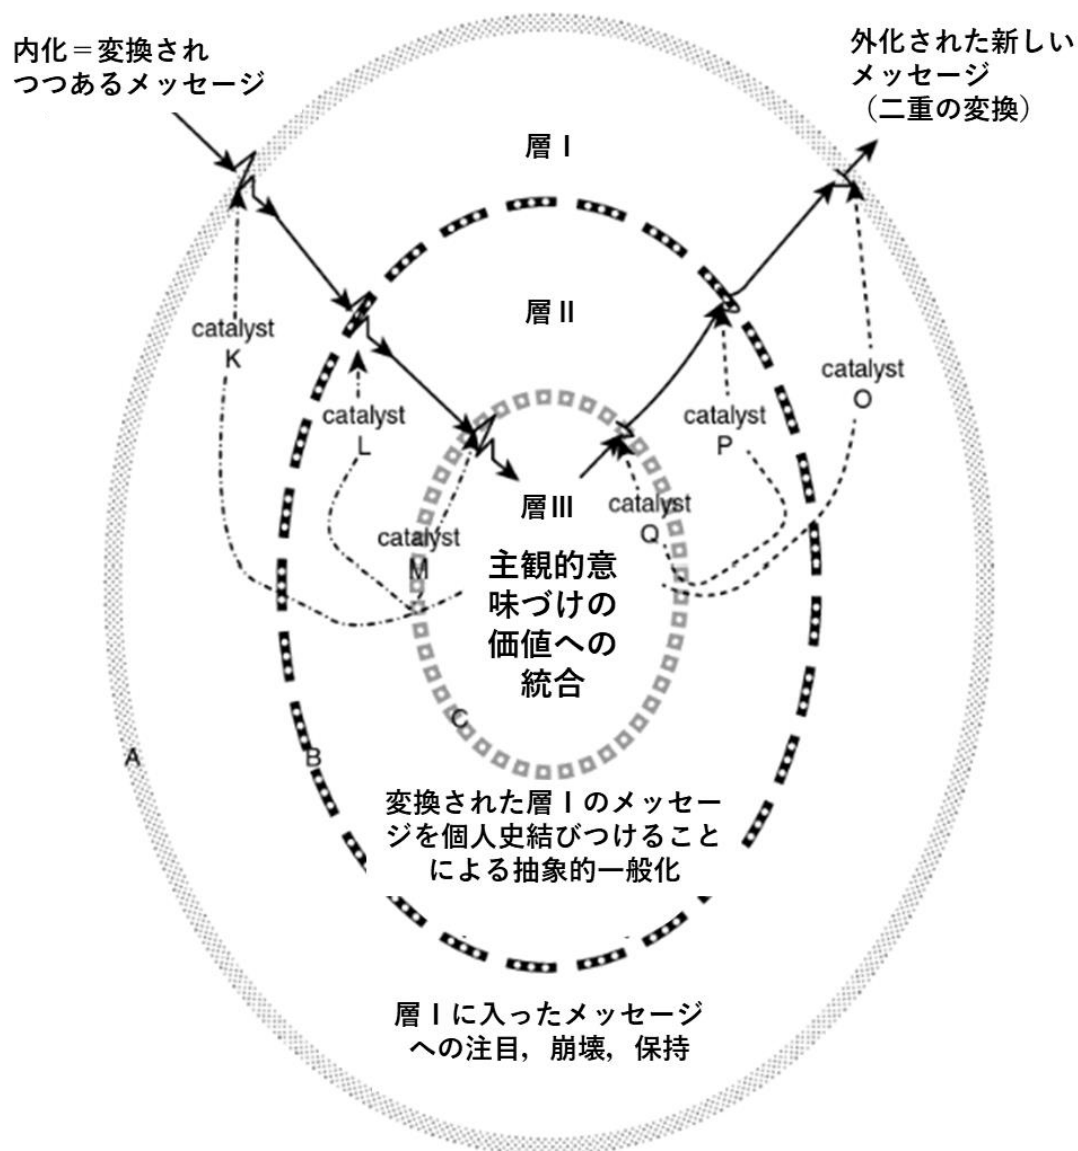 内化＝変換され
つつあるメッセージ
外化された新しい
メッセージ
（二重の変換）
層Ⅰ
層Ⅱ
catalyst
K
catalyst
L
catalyst
P
catalyst
O
層Ⅲ
catalyst
M
catalyst
Q
主観的意
味づけの
価値への
統合
A
B
C
変換された層Ⅰのメッセー
ジを個人史結びつけること
による抽象的一般化
層Ⅰに入ったメッセージ
への注目，崩壊，保持